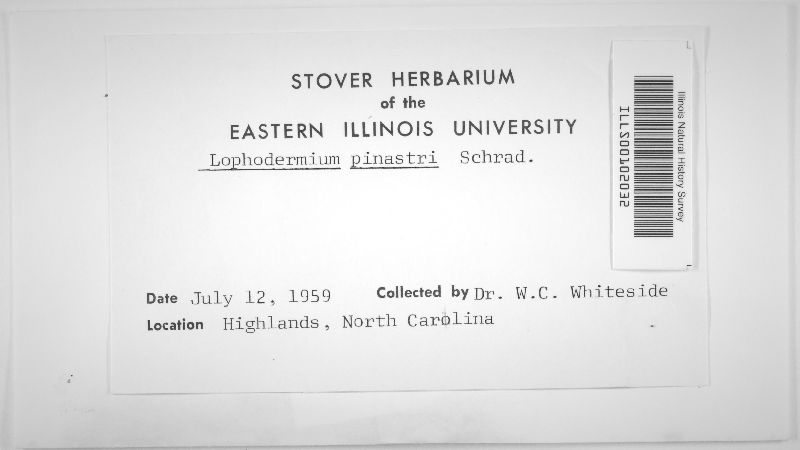 STOVER HERBARIUM
of the
EASTERN ILLINOIS UNIVERSITY
Lophodermium pinastri Schrad.
Date July 12, 1959 Collected by Dr. W.C. Whiteside
Location Highlands, North Carolina
Illinois Natural History Survey
ILLS00102032